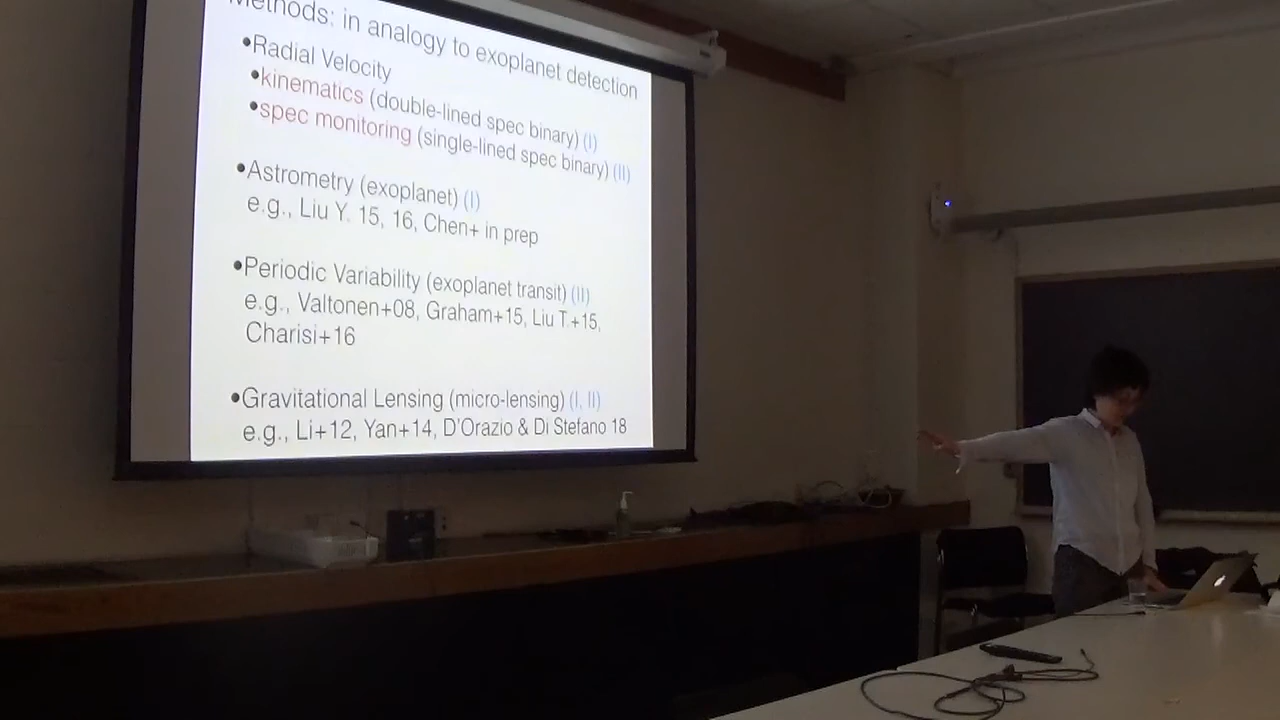 Methods: in analogy to exoplanet detection
•Radial Velocity
•kinematics (double-lined spec binary) (I)
•spec monitoring (single-lined spec binary) (II)
•Astrometry (exoplanet) (I)
e.g., Liu Y. 15, 16, Chen+ in prep
•Periodic Variability (exoplanet transit) (II)
e.g., Valtonen+08, Graham+15, Liu T.+15,
Charisi+16
•Gravitational Lensing (micro-lensing) (I, II)
e.g., Li+12, Yan+14, D'Orazio & Di Stefano 18